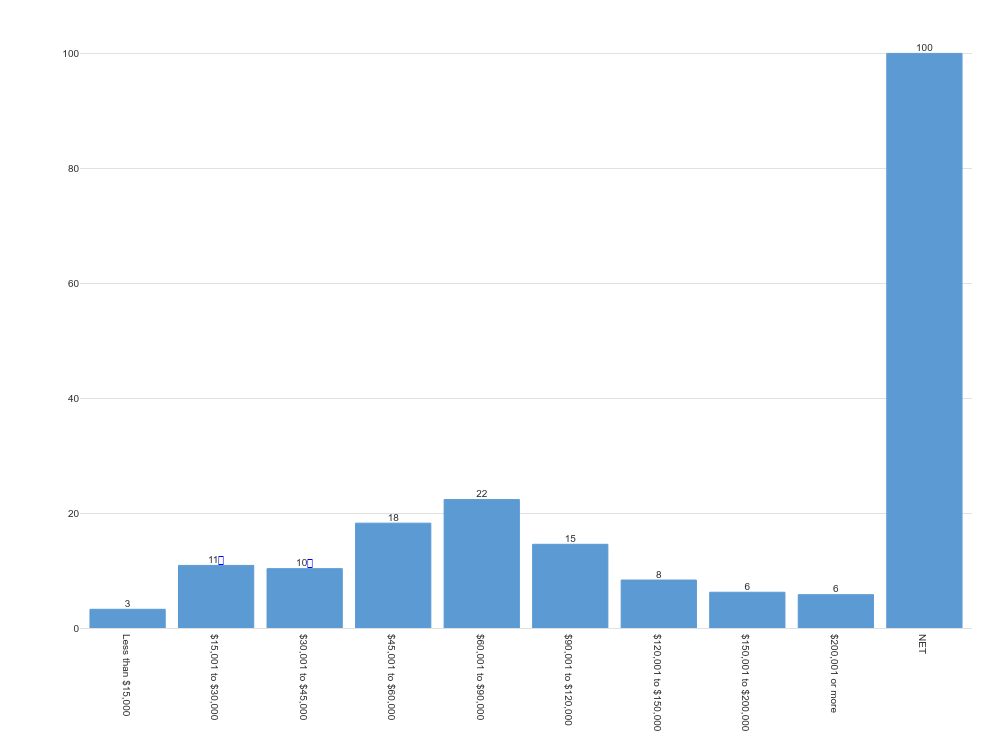 100
80
60
40
20
0
3
11
10
18
22
15
8
6
6
100
Less than $15,000
$15,001 to $30,000
$30,001 to $45,000
$45,001 to $60,000
$60,001 to $90,000
$90,001 to $120,000
$120,001 to $150,000
$150,001 to $200,000
$200,001 or more
NET